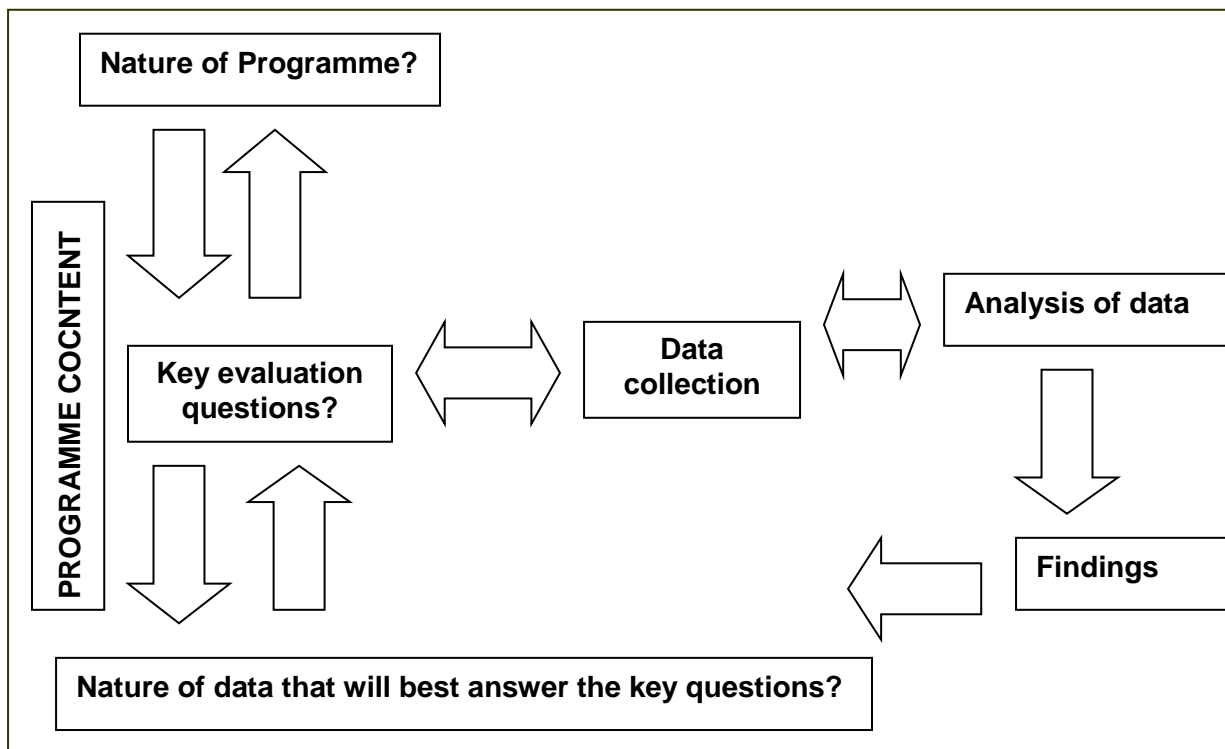 Nature of Programme?
PROGRAMME COCNTENT
Key evaluation
questions?
Data
collection
Analysis of data
Findings
Nature of data that will best answer the key questions?